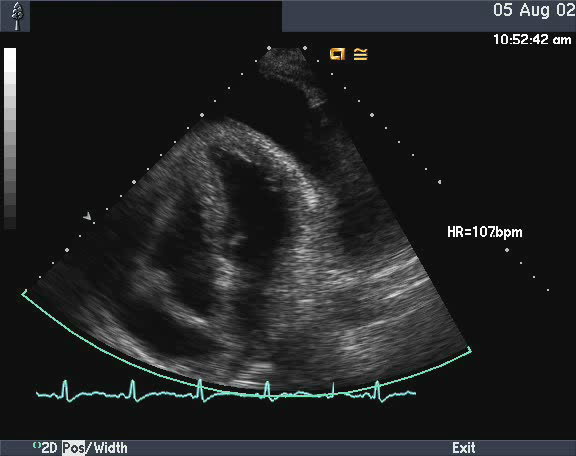 05 Aug 02
10:52:42 am
HR=107bpm
2D Pos/Width
Exit